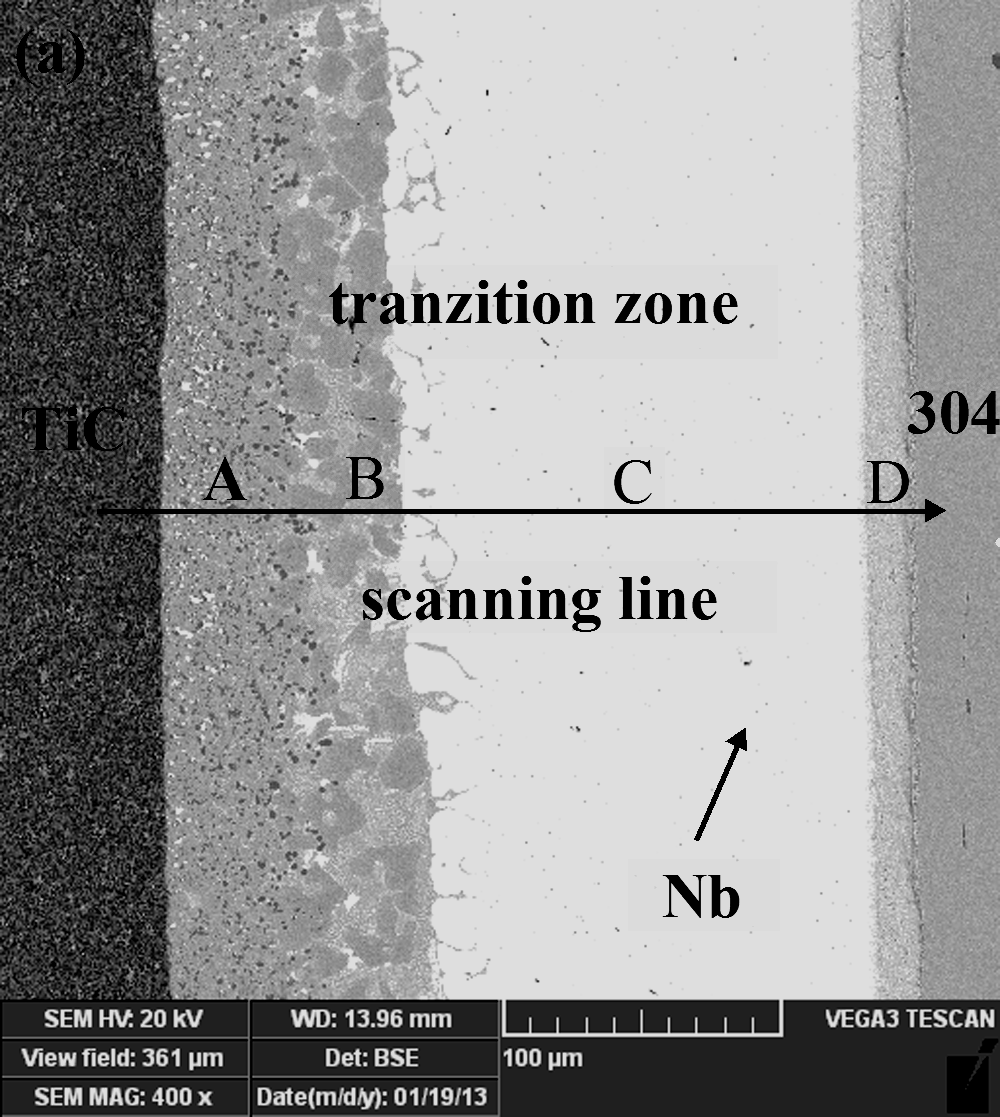 (a)
tranzition zone
TiC
304
A B C D
scanning line
Nb
SEM HV: 20 kV
WD: 13.96 mm
VEGA3 TESCAN
View field: 361 µm
Det: BSE
100 µm
SEM MAG: 400 x
Date(m/d/y): 01/19/13